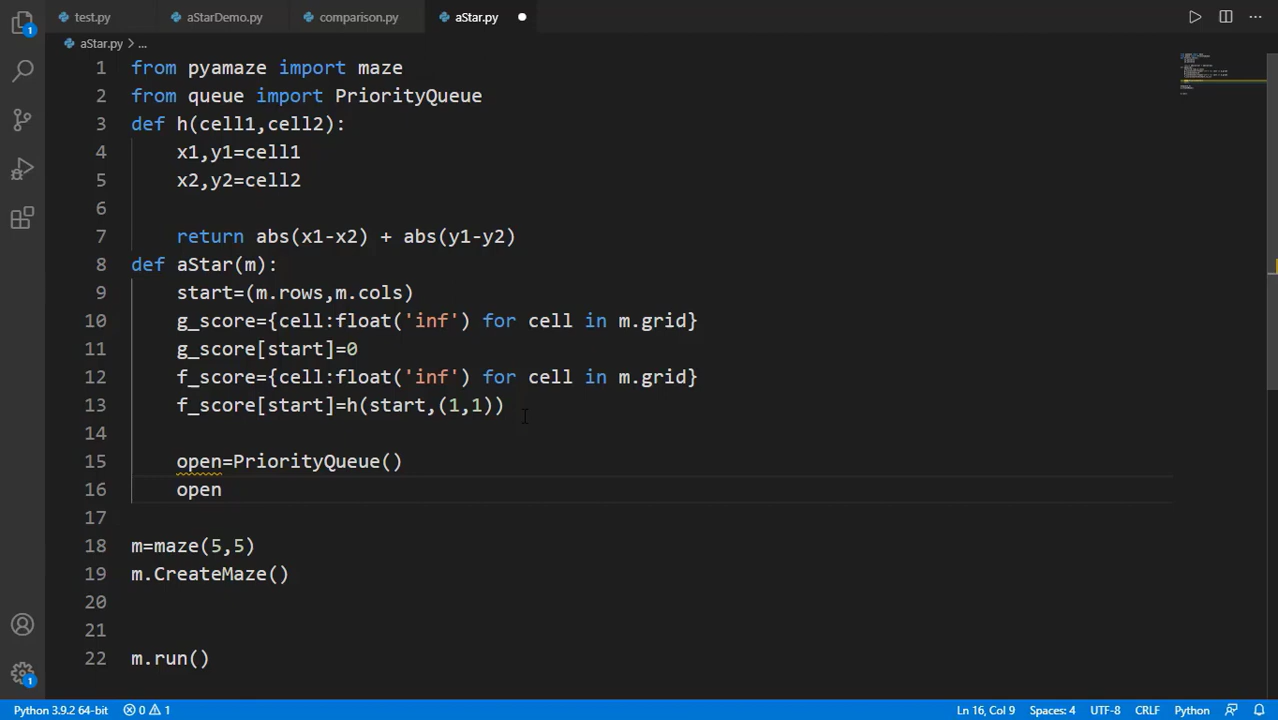 test.py aStarDemo.py comparison.py aStar.py
aStar.py > ...
1 from pyamaze import maze
2 from queue import PriorityQueue
3 def h(cell1,cell2):
4     x1,y1=cell1
5     x2,y2=cell2
6
7     return abs(x1-x2) + abs(y1-y2)
8 def aStar(m):
9     start=(m.rows,m.cols)
10     g_score={cell:float('inf') for cell in m.grid}
11     g_score[start]=0
12     f_score={cell:float('inf') for cell in m.grid}
13     f_score[start]=h(start,(1,1))
14
15     open=PriorityQueue()
16     open
17
18 m=maze(5,5)
19 m.CreateMaze()
20
21
22 m.run()
1
1
Python 3.9.2 64-bit 0 1 Ln 16, Col 9 Spaces: 4 UTF-8 CRLF Python